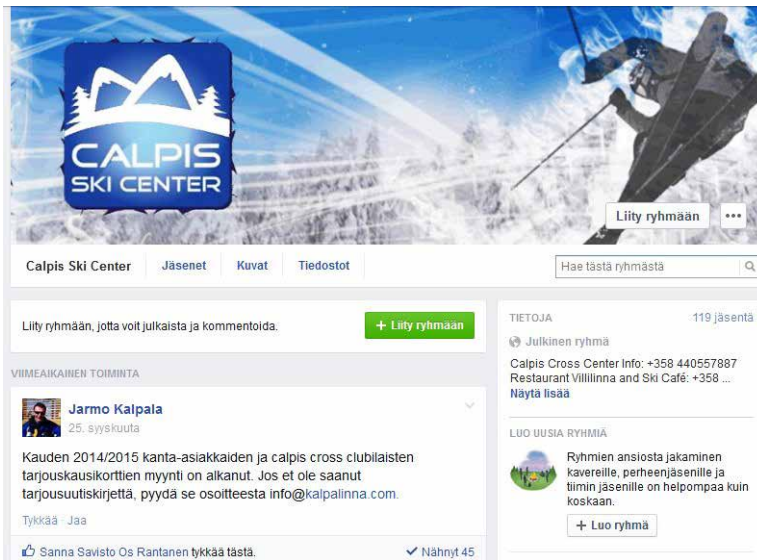 CALPIS
SKI CENTER
Liity ryhmään
Calpis Ski Center
Jäsenet
Kuvat
Tiedostot
Hae tästä ryhmästä
Liity ryhmään, jotta voit julkaista ja kommentoida.
+ Liity ryhmään
VIIMEAIKAINEN TOIMINTA
Jarmo Kalpala
25. syyskuuta
Kauden 2014/2015 kanta-asiakkaiden ja calpis cross clubilaisten
tarjouskausikorttien myynti on alkanut. Jos et ole saanut
tarjousuutiskirjettä, pyydä se osoitteesta info@kalpalinna.com.
Tykkää Jaa
Sanna Savisto Os Rantanen tykkää tästä.
Nähnyt 45
TIETOJA
119 jäsentä
Julkinen ryhmä
Calpis Cross Center Info: +358 440557887
Restaurant Villilinna and Ski Café: +358 ...
Näytä lisää
LUO UUSIA RYHMIÄ
Ryhmien ansiosta jakaminen
kavereille, perheenjäsenille ja
tiimin jäsenille on helpompaa kuin
koskaan.
+ Luo ryhmä